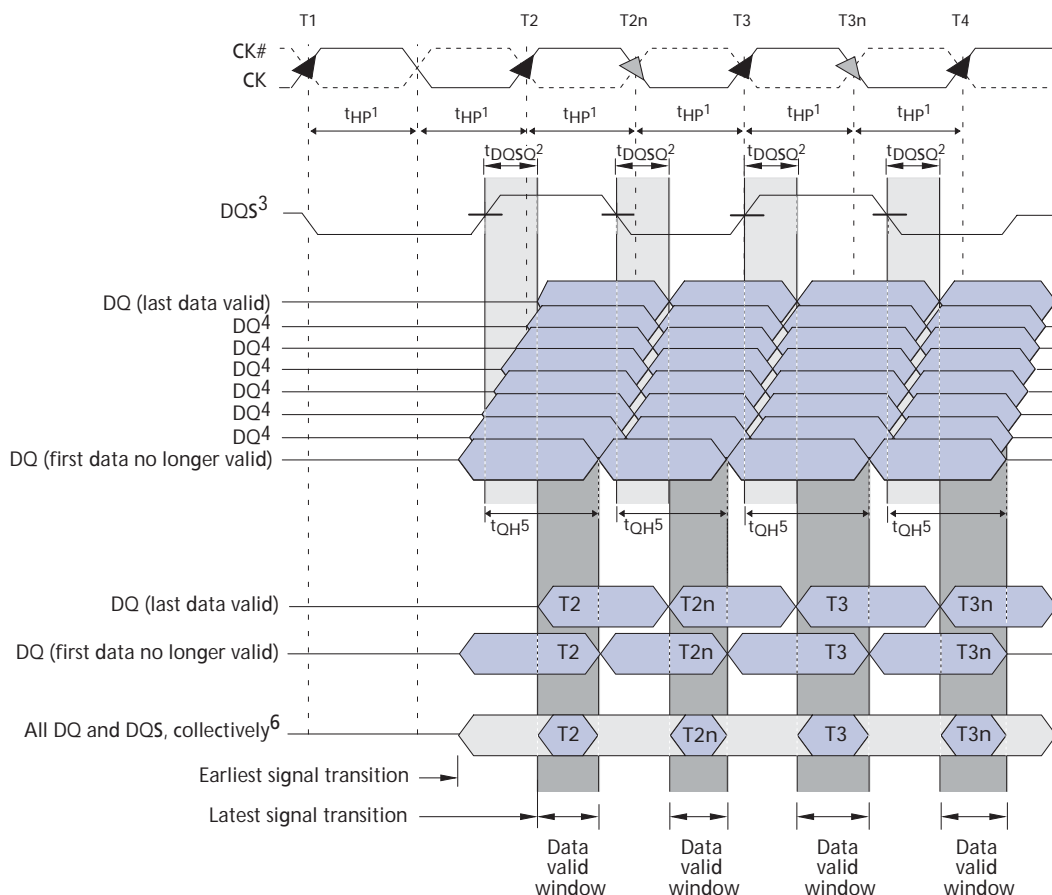 T1 T2 T2n T3 T3n T4
CK#
CK
tHP1 tHP1 tHP1 tHP1 tHP1 tHP1
tDQSQ2 tDQSQ2 tDQSQ2 tDQSQ2
DQS3
DQ (last data valid)
DQ4
DQ4
DQ4
DQ4
DQ4
DQ4
DQ (first data no longer valid)
tQH5 tQH5 tQH5 tQH5
DQ (last data valid) T2 T2n T3 T3n
DQ (first data no longer valid) T2 T2n T3 T3n
All DQ and DQS, collectively6 T2 T2n T3 T3n
Earliest signal transition
Latest signal transition
Data valid window
Data valid window
Data valid window
Data valid window